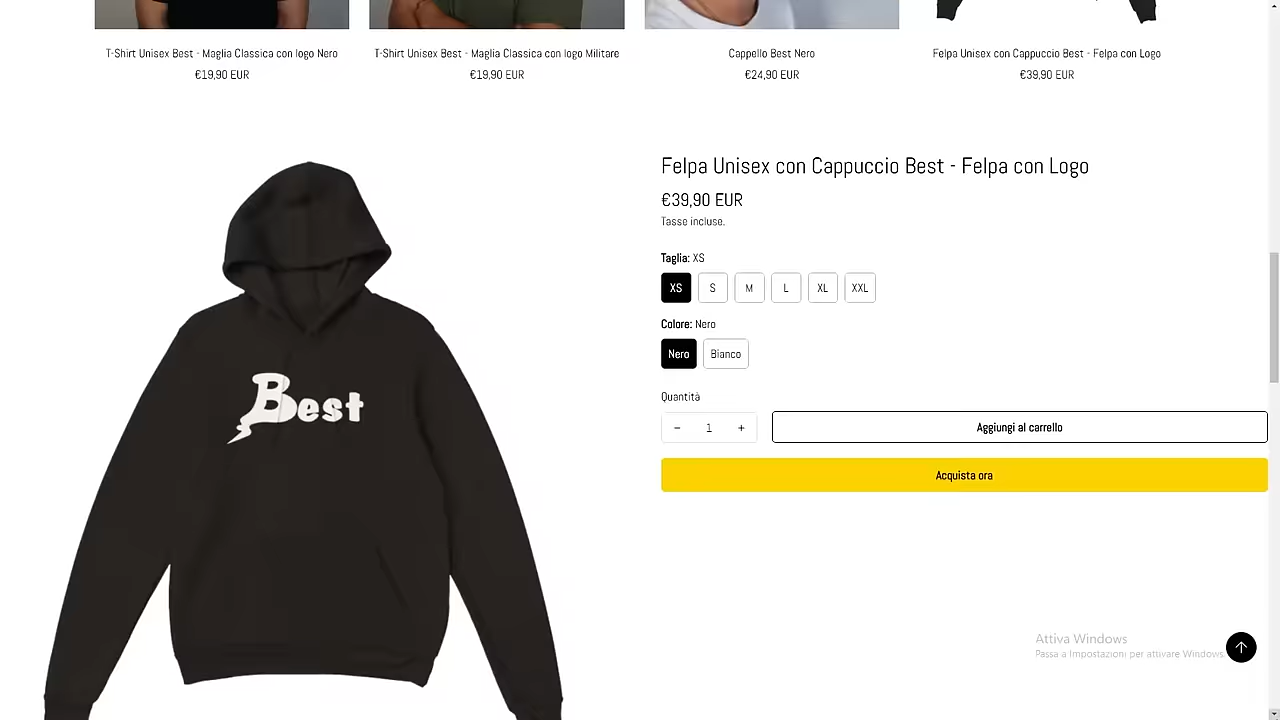 T-Shirt Unisex Best - Maglia Classica con logo Nero
€19,90 EUR
T-Shirt Unisex Best - Maglia Classica con logo Militare
€19,90 EUR
Cappello Best Nero
€24,90 EUR
Felpa Unisex con Cappuccio Best - Felpa con Logo
€39,90 EUR
Best
Felpa Unisex con Cappuccio Best - Felpa con Logo
€39,90 EUR
Tasse incluse.
Taglia: XS
XS S M L XL XXL
Colore: Nero
Nero Bianco
Quantità
− 1 +
Aggiungi al carrello
Acquista ora
Attiva Windows
Passa a Impostazioni per attivare Windows.